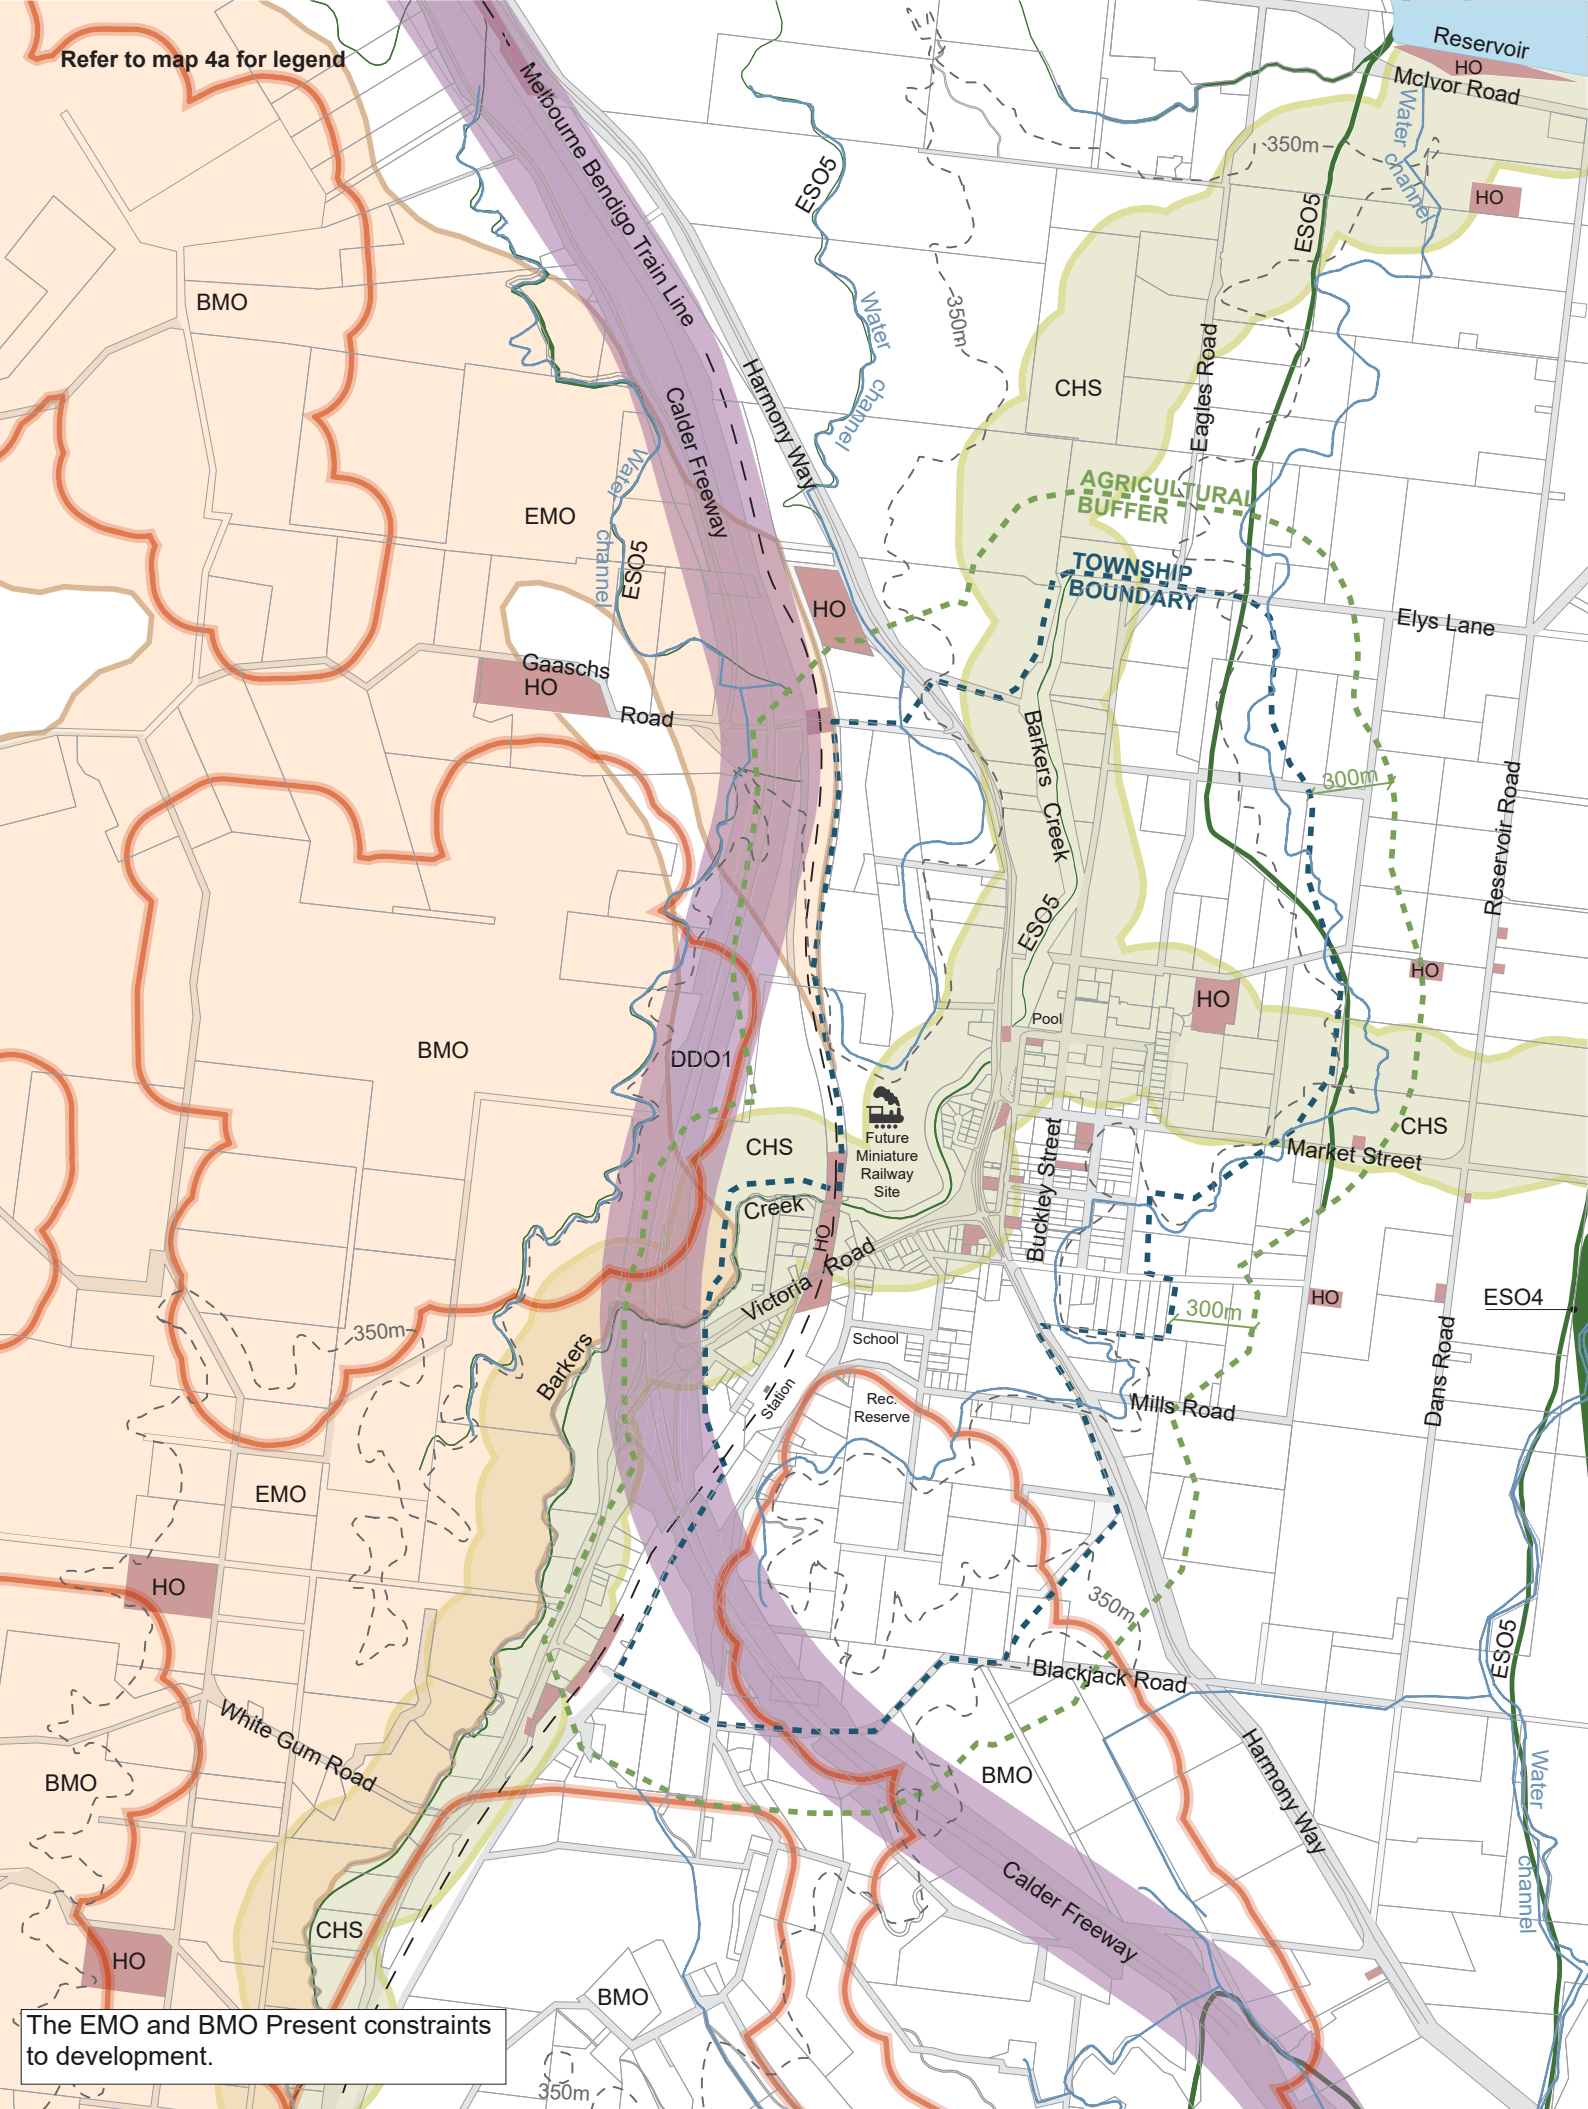 Reservoir
HO
McIvor Road
Refer to map 4a for legend
Melbourne Bendigo Train Line
Water channel
350m
ESO5
HO
ESO5
BMO
Water channel
350m
Harmony Way
Eagles Road
CHS
Calder Freeway
Water channel
AGRICULTURAL
BUFFER
EMO
ESO5
TOWNSHIP
BOUNDARY
HO
Elys Lane
Gaaschs
HO
Road
Barkers Creek
300m
Reservoir Road
ESO5
HO
HO
Pool
BMO
DDO1
Future
Miniature
Railway
Site
CHS
CHS
Market Street
Buckley Street
Creek
HO
Victoria Road
HO
ESO4
300m
350m
School
Barkers
Station
Rec.
Reserve
Mills Road
Dans Road
EMO
HO
350m
ESO5
Blackjack Road
White Gum Road
BMO
BMO
Harmony Way
Water channel
Calder Freeway
CHS
HO
BMO
The EMO and BMO Present constraints
to development.
350m